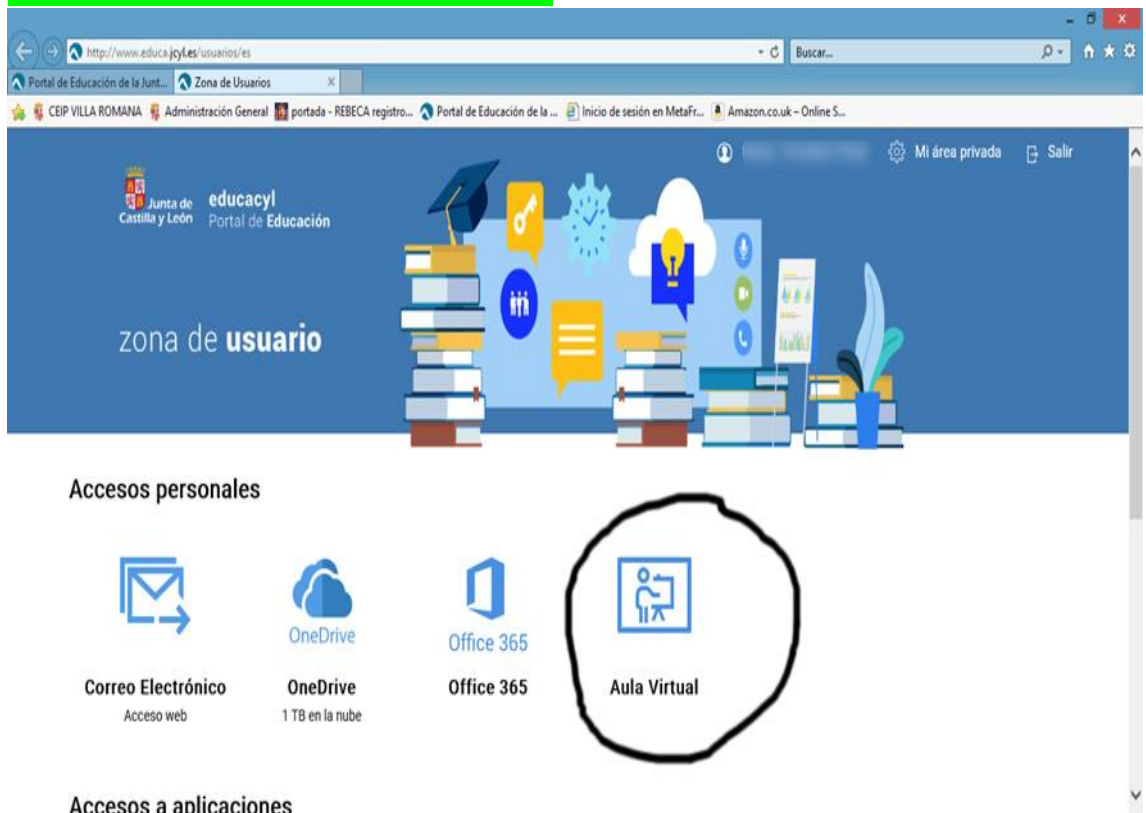 http://www.educa.jcyl.es/usuarios/es
Buscar...
Portal de Educación de la Junt...
Zona de Usuarios
CEIP VILLA ROMANA
Administración General
portada - REBECA registro...
Portal de Educación de la ...
Inicio de sesión en MetaFr...
Amazon.co.uk – Online S...
Mi área privada
Salir
Junta de
Castilla y León
educacyl
Portal de Educación
zona de usuario
Accesos personales
OneDrive
Office 365
Correo Electrónico
OneDrive
Office 365
Aula Virtual
Acceso web
1 TB en la nube
Accesos a aplicaciones